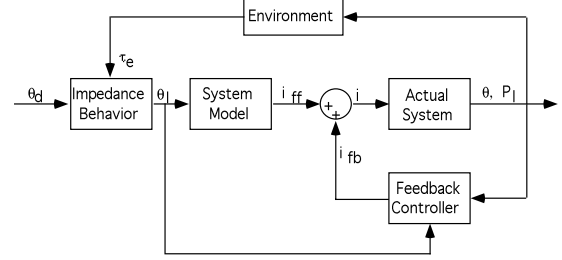 Environment
τe
θd
Impedance
Behavior
θI
System
Model
i ff
+
+
i
Actual
System
θ, PI
i fb
Feedback
Controller